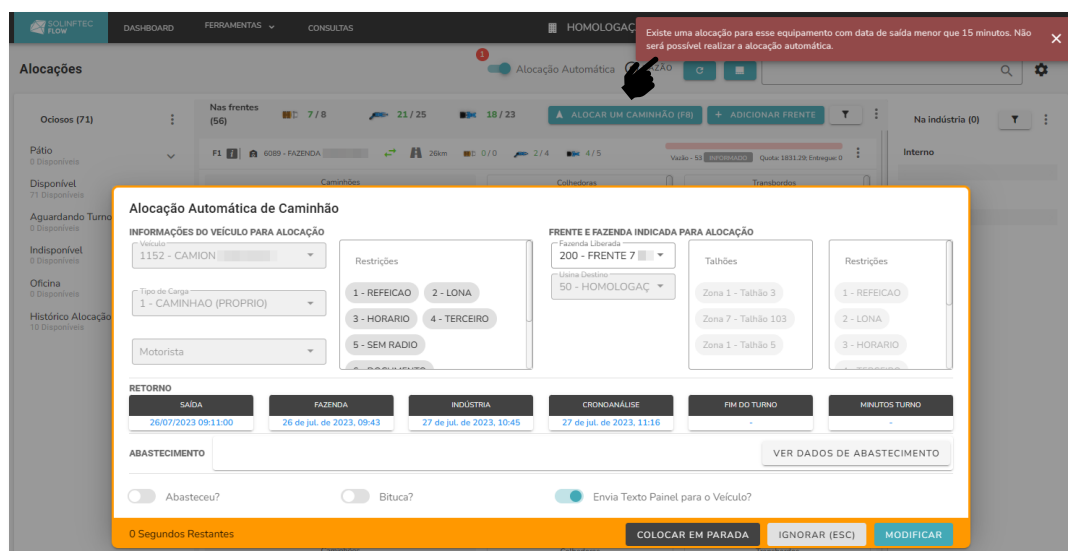 SOLINFTEC
FLOW
DASHBOARD
FERRAMENTAS
CONSULTAS
HOMOLOGAÇ
Existe uma alocação para esse equipamento com data de saída menor que 15 minutos. Não
será possível realizar a alocação automática.
Alocações
1
Alocação Automática
ZÃO
Ociosos (71)
Nas frentes
(56)
7 / 8
21 / 25
18 / 23
ALOCAR UM CAMINHÃO (F8)
+ ADICIONAR FRENTE
Na indústria (0)
Pátio
0 Disponíveis
F1
6089 - FAZENDA
26km
0 / 0
2 / 4
4 / 5
Vazão - 53
INFORMADO
Quota: 1831.29; Entregue: 0
Interno
Caminhões
Colhedoras
Transbordos
Disponível
71 Disponíveis
Aguardando Turno
0 Disponíveis
Indisponível
0 Disponíveis
Oficina
0 Disponíveis
Histórico Alocação
10 Disponíveis
Alocação Automática de Caminhão
INFORMAÇÕES DO VEÍCULO PARA ALOCAÇÃO
Veículo
1152 - CAMION
Tipo de Carga
1 - CAMINHAO (PROPRIO)
Motorista
Restrições
1 - REFEICAO
2 - LONA
3 - HORARIO
4 - TERCEIRO
5 - SEM RADIO
6 - DOCUMENTO
FRENTE E FAZENDA INDICADA PARA ALOCAÇÃO
Fazenda Liberada
200 - FRENTE 7
Usina Destino
50 - HOMOLOGAÇ
Talhões
Zona 1 - Talhão 3
Zona 7 - Talhão 103
Zona 1 - Talhão 5
Restrições
1 - REFEICAO
2 - LONA
3 - HORARIO
4 - TERCEIRO
RETORNO
SAÍDA
FAZENDA
INDÚSTRIA
CRONOANÁLISE
FIM DO TURNO
MINUTOS TURNO
26/07/2023 09:11:00
26 de jul. de 2023, 09:43
27 de jul. de 2023, 10:45
27 de jul. de 2023, 11:16
-
-
ABASTECIMENTO
VER DADOS DE ABASTECIMENTO
Abasteceu?
Bituca?
Envia Texto Painel para o Veículo?
0 Segundos Restantes
COLOCAR EM PARADA
IGNORAR (ESC)
MODIFICAR
Caminhões
Colhedoras
Transbordos